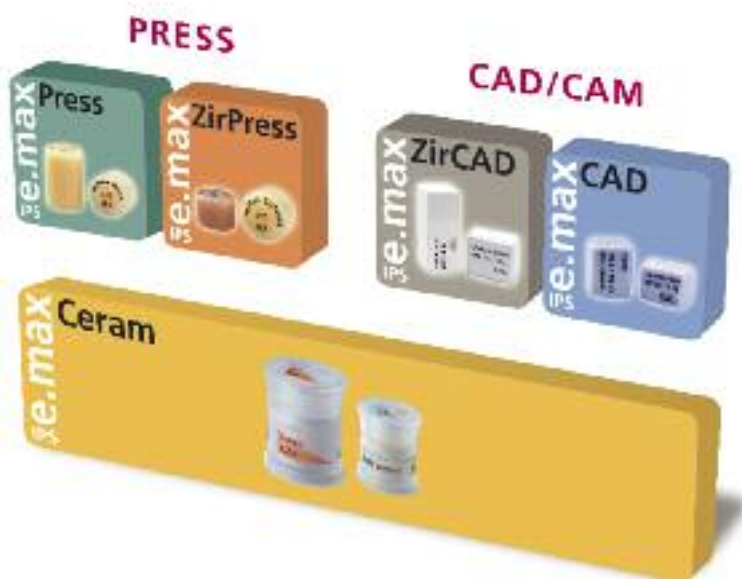 PRESS
CAD/CAM
IPS e.max Press
IPS e.max ZirPress
IPS e.max ZirCAD
IPS e.max CAD
IPS e.max Ceram